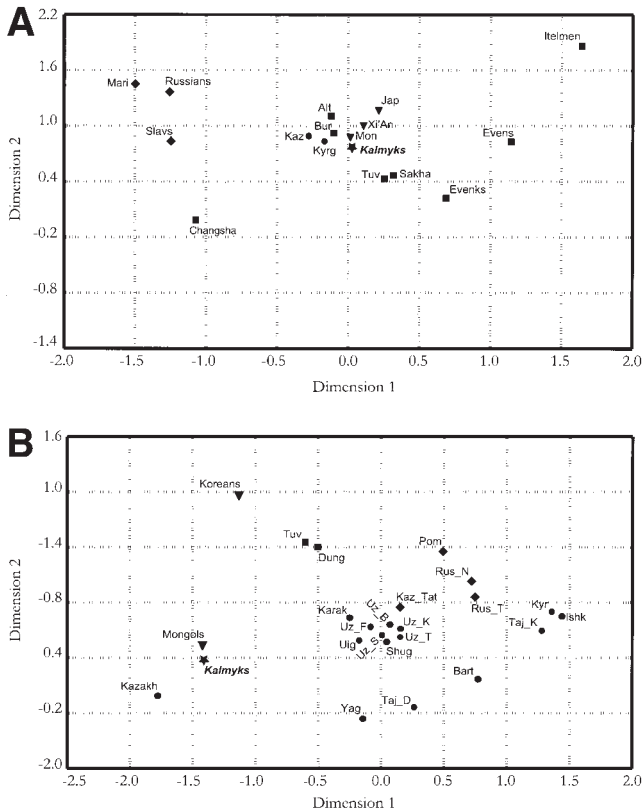 A
2.2
Itelmen
1.6
Mari
Russians
Jap
Alt
Xi'An
1.0
Bur
Slavs
Kaz
Mon
Evens
Kyrg
Kalmyks
Dimension 2
Tuv
Sakha
0.4
Evenks
-0.2
Changsha
-0.8
-1.4
-2.0 -1.5 -1.0 -0.5 0.0 0.5 1.0 1.5 2.0
Dimension 1
B
1.6
Koreans
1.0
Tuv
Pom
-1.4
Dung
Rus_N
Kaz_Tat
-0.8
Karak
Uz_B
Rus_T
Kyr
Ishk
Uz_F
Uz_K
Taj_K
Mongols
Uig
Uz_S
Uz_T
Shug
0.4
Kalmyks
Dimension 2
Kazakh
Bart
-0.2
Yag
Taj_D
-2.0
-2.5 -2.0 -1.5 -1.0 -0.5 0.0 0.5 1.0 1.5 2.0
Dimension 1